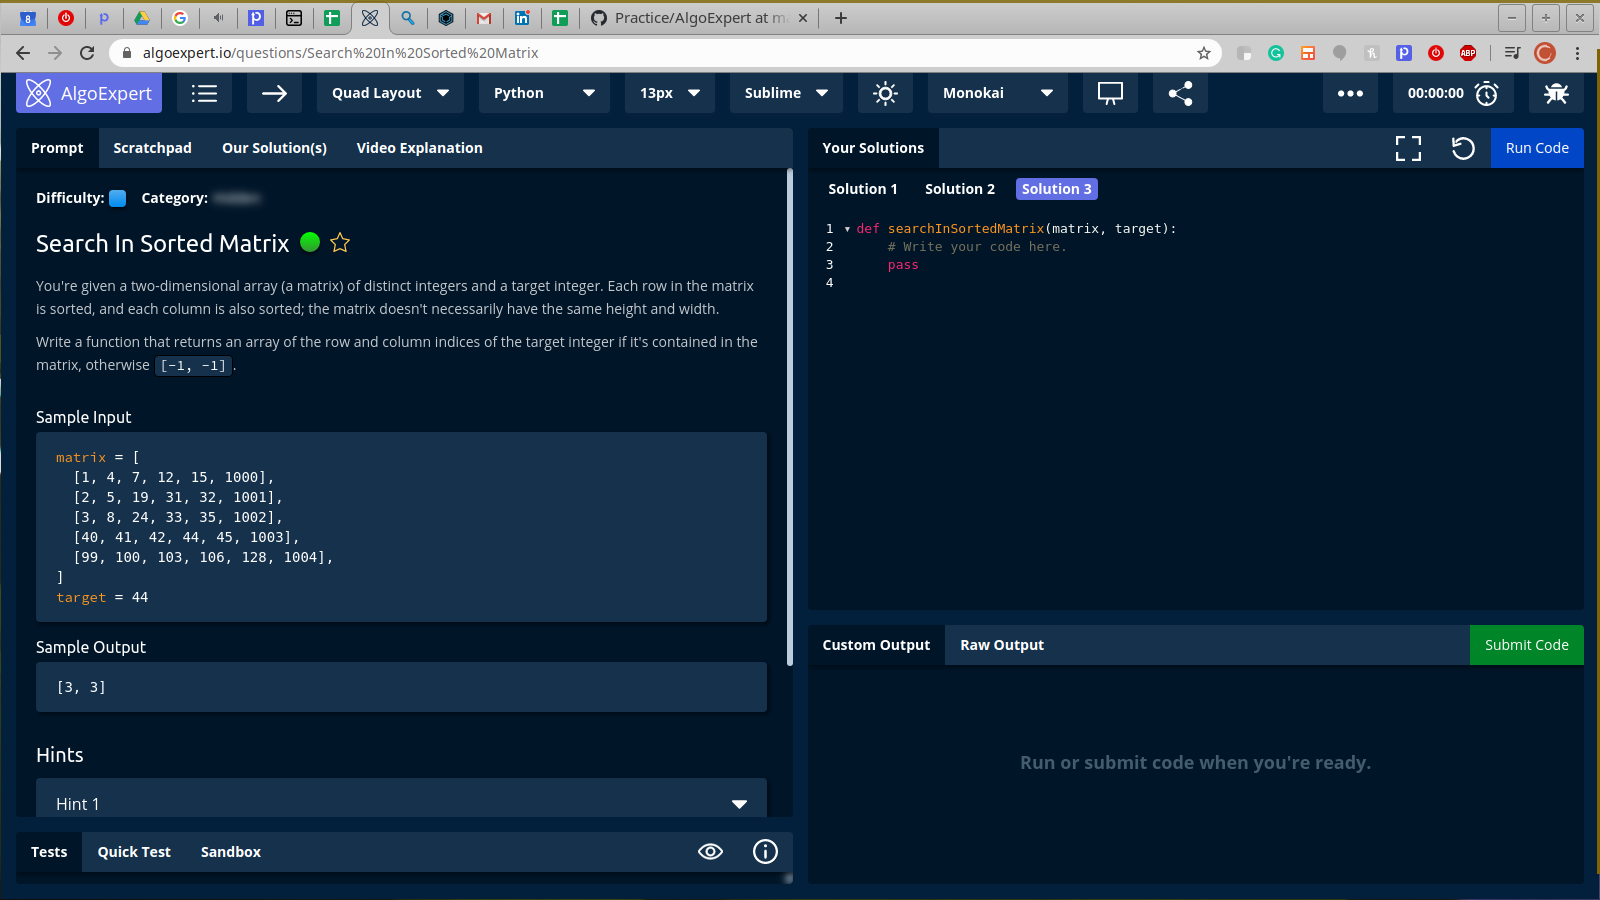 Practice/AlgoExpert at m
algoexpert.io/questions/Search%20In%20Sorted%20Matrix
AlgoExpert
Quad Layout
Python
13px
Sublime
Monokai
00:00:00
Prompt
Scratchpad
Our Solution(s)
Video Explanation
Your Solutions
Run Code
Difficulty:
Category:
Solution 1
Solution 2
Solution 3
Search In Sorted Matrix
You're given a two-dimensional array (a matrix) of distinct integers and a target integer. Each row in the matrix
is sorted, and each column is also sorted; the matrix doesn't necessarily have the same height and width.
Write a function that returns an array of the row and column indices of the target integer if it's contained in the
matrix, otherwise [-1, -1].
Sample Input
matrix = [
[1, 4, 7, 12, 15, 1000],
[2, 5, 19, 31, 32, 1001],
[3, 8, 24, 33, 35, 1002],
[40, 41, 42, 44, 45, 1003],
[99, 100, 103, 106, 128, 1004],
]
target = 44
Sample Output
[3, 3]
Hints
Hint 1
1 def searchInSortedMatrix(matrix, target):
2 # Write your code here.
3 pass
4
Custom Output
Raw Output
Submit Code
Run or submit code when you're ready.
Tests
Quick Test
Sandbox